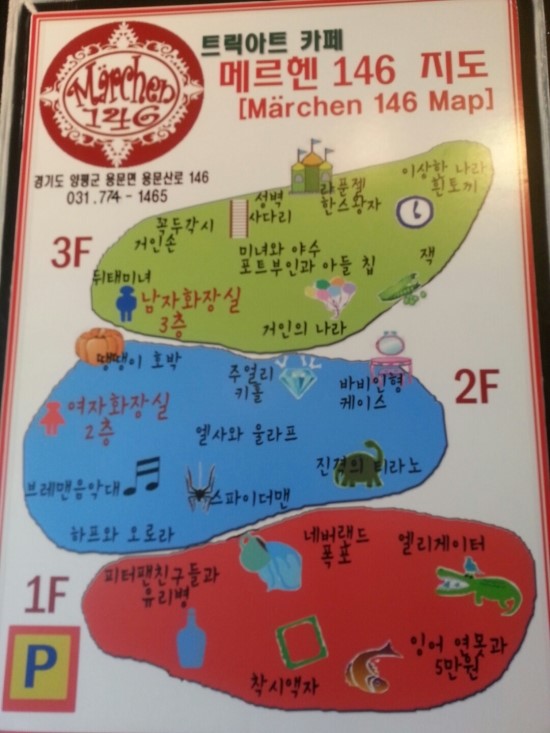 Märchen
146
트릭아트 카페
메르헨 146 지도
[Märchen 146 Map]
경기도 양평군 용문면 용문산로 146
031.774-1465
3F
성벽
사다리
라푼젤
한스왕자
이상한 나라
흰토끼
꼭두각시
거인손
미녀와 야수
포트부인과 아들 칩
잭
뒤태미녀
남자화장실
3층
거인의 나라
2F
땡땡이 호박
쥬얼리
키홀
바비인형
케이스
여자화장실
2층
엘사와 울라프
진격의 티라노
브레맨음악대
스파이더맨
하프와 오로라
1F
네버랜드
폭포
엘리게이터
피터팬친구들과
유리병
P
착시액자
잉어 연못과
5만원